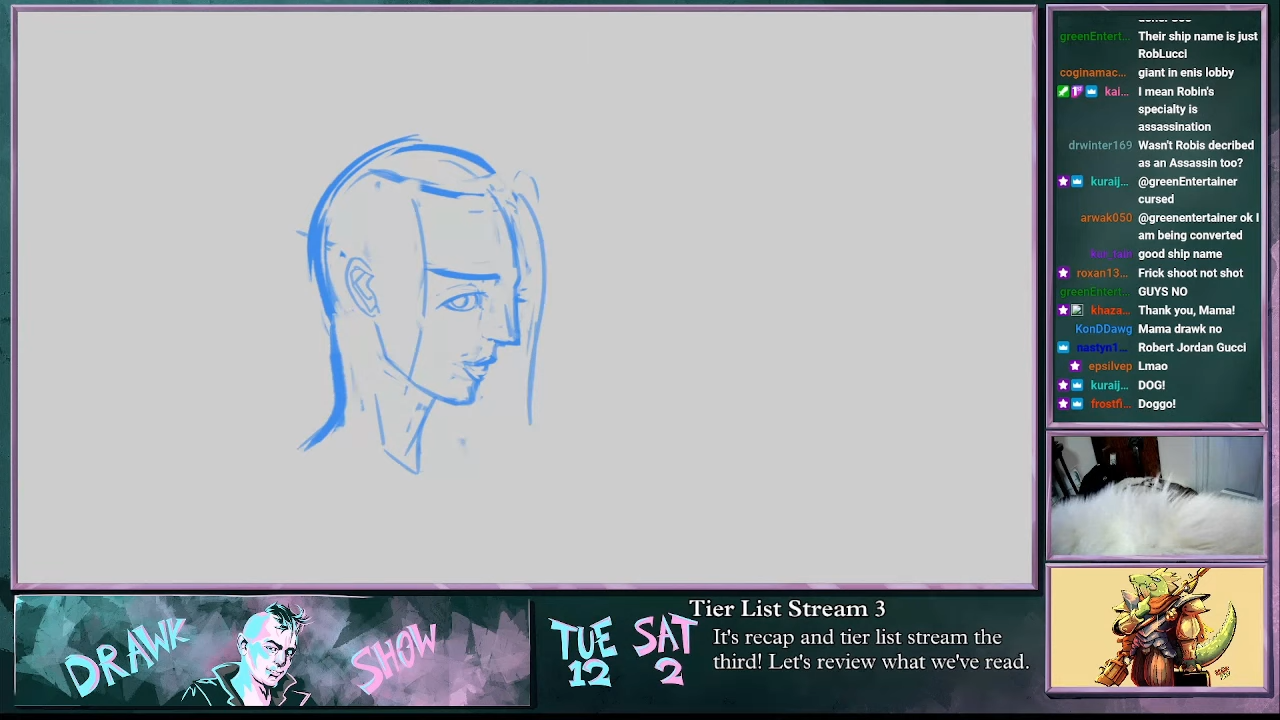 greenEntert... Their ship name is just
RobLucci
coginamac... giant in enis lobby
kai... I mean Robin's
specialty is
assassination
drwinter169 Wasn't Robis decribed
as an Assassin too?
kuraij... @greenEntertainer
cursed
arwak050 @greenentertainer ok I
am being converted
good ship name
roxan13... Frick shoot not shot
greenEntert... GUYS NO
khaza... Thank you, Mama!
KonDDawg Mama drawk no
nastyn1... Robert Jordan Gucci
epsilvep Lmao
kuraij... DOG!
frostfi... Doggo!
DRAWK SHOW
TUE SAT
12 2
Tier List Stream 3
It's recap and tier list stream the
third! Let's review what we've read.